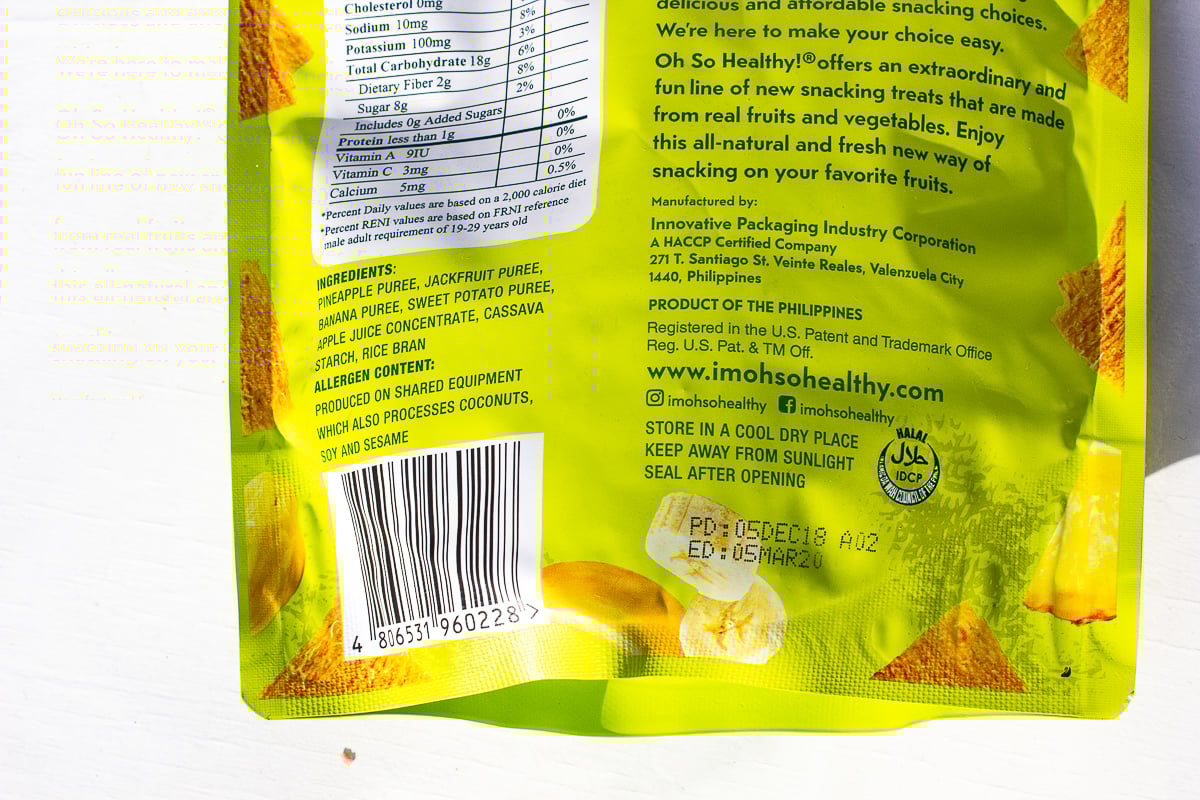 Cholesterol 0mg
Sodium 10mg 8%
Potassium 100mg 3%
Total Carbohydrate 18g 6%
Dietary Fiber 2g 8%
Sugar 8g 2%
Includes 0g Added Sugars
Protein less than 1g 0%
Vitamin A 9IU 0%
Vitamin C 3mg 0%
Calcium 5mg 0.5%
*Percent Daily values are based on a 2,000 calorie diet
*Percent RENI values are based on FRNI reference
male adult requirement of 19-29 years old
INGREDIENTS:
PINEAPPLE PUREE, JACKFRUIT PUREE,
BANANA PUREE, SWEET POTATO PUREE,
APPLE JUICE CONCENTRATE, CASSAVA
STARCH, RICE BRAN
ALLERGEN CONTENT:
PRODUCED ON SHARED EQUIPMENT
WHICH ALSO PROCESSES COCONUTS,
SOY AND SESAME
4 806531 960228 >
delicious and affordable snacking choices.
We're here to make your choice easy.
Oh So Healthy!® offers an extraordinary and
fun line of new snacking treats that are made
from real fruits and vegetables. Enjoy
this all-natural and fresh new way of
snacking on your favorite fruits.
Manufactured by:
Innovative Packaging Industry Corporation
A HACCP Certified Company
271 T. Santiago St. Veinte Reales, Valenzuela City
1440, Philippines
PRODUCT OF THE PHILIPPINES
Registered in the U.S. Patent and Trademark Office
Reg. U.S. Pat. & TM Off.
www.imohsohealthy.com
imohsohealthy imohsohealthy
STORE IN A COOL DRY PLACE
KEEP AWAY FROM SUNLIGHT
SEAL AFTER OPENING
HALAL
حلال
IDCP
PD:05DEC18 A02
ED:05MAR20